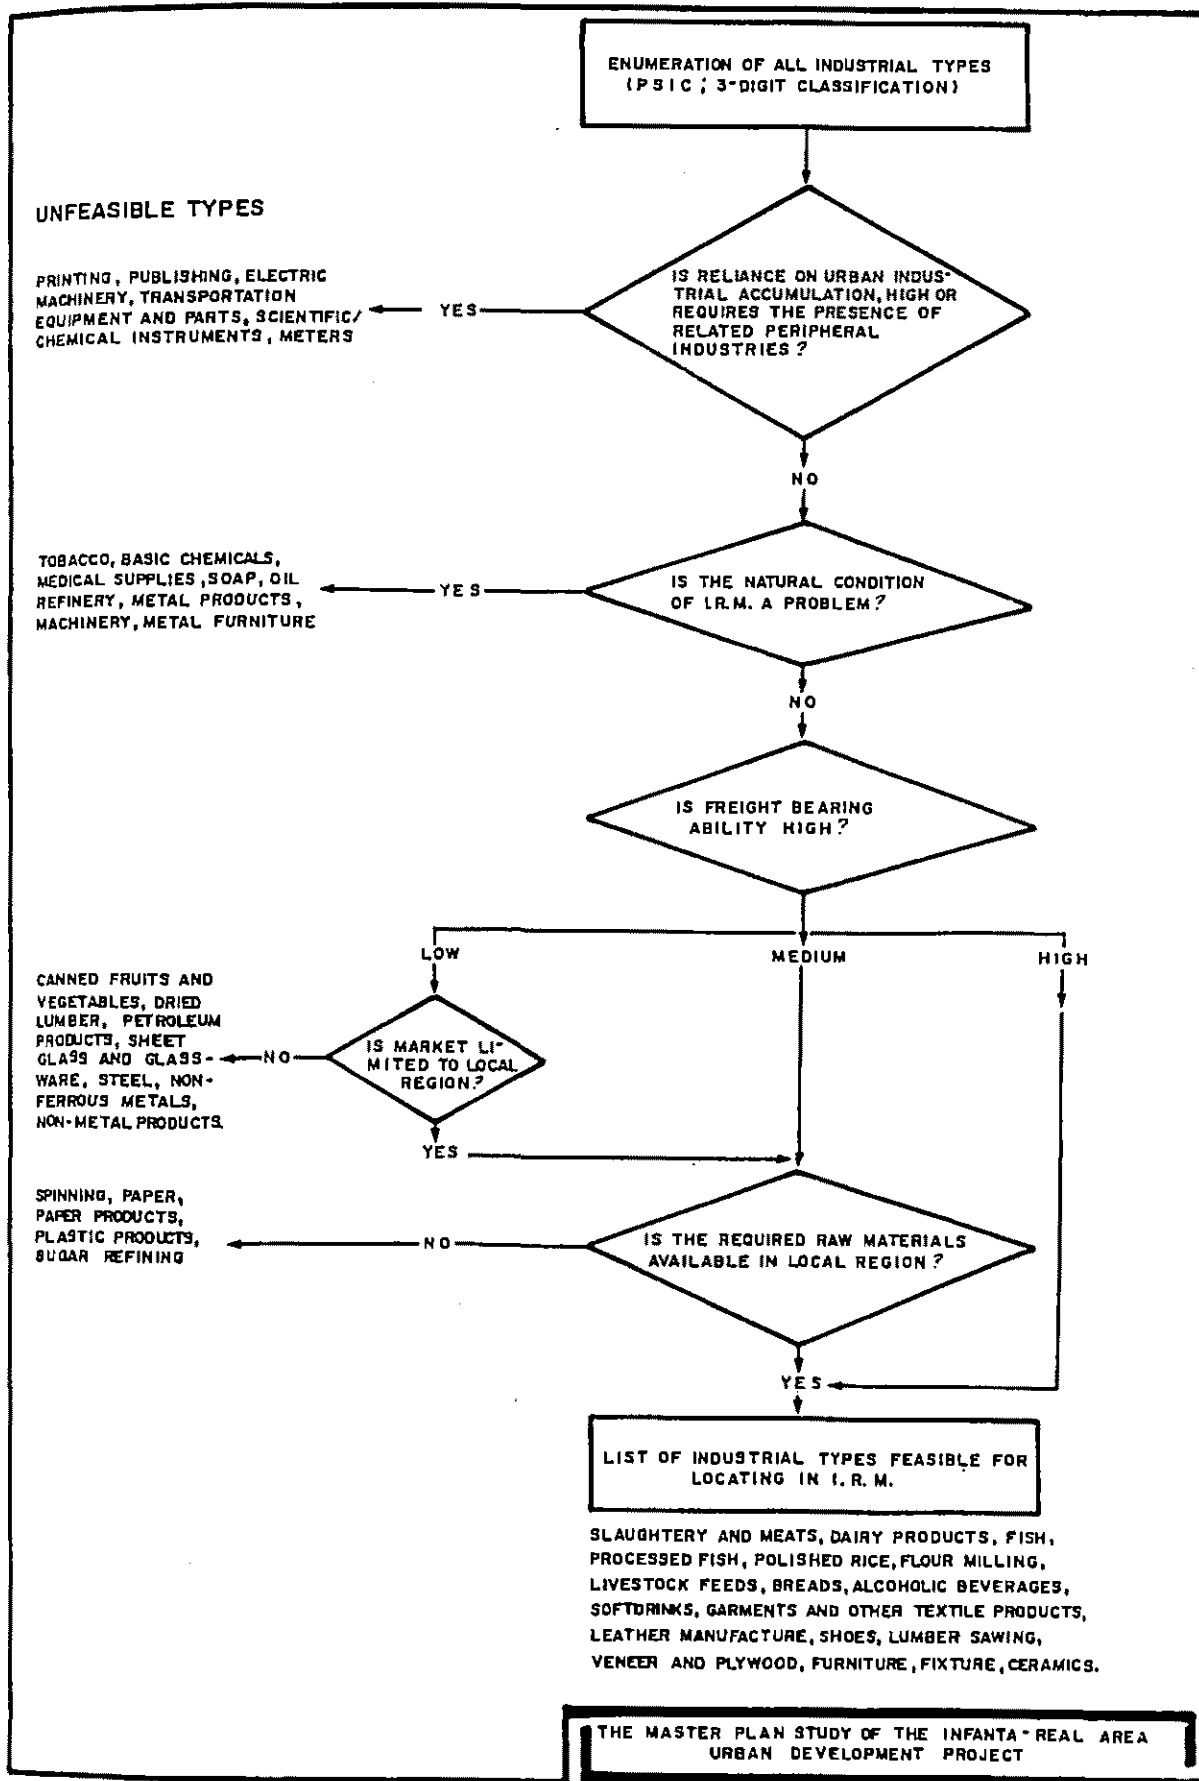 ENUMERATION OF ALL INDUSTRIAL TYPES
(PSIC; 3-DIGIT CLASSIFICATION)
UNFEASIBLE TYPES
IS RELIANCE ON URBAN INDUS-
TRIAL ACCUMULATION, HIGH OR
REQUIRES THE PRESENCE OF
RELATED PERIPHERAL
INDUSTRIES?
YES
PRINTING, PUBLISHING, ELECTRIC
MACHINERY, TRANSPORTATION
EQUIPMENT AND PARTS, SCIENTIFIC/
CHEMICAL INSTRUMENTS, METERS
NO
IS THE NATURAL CONDITION
OF I.R.M. A PROBLEM?
YES
TOBACCO, BASIC CHEMICALS,
MEDICAL SUPPLIES, SOAP, OIL
REFINERY, METAL PRODUCTS,
MACHINERY, METAL FURNITURE
NO
IS FREIGHT BEARING
ABILITY HIGH?
LOW
MEDIUM
HIGH
IS MARKET LI-
MITED TO LOCAL
REGION?
NO
CANNED FRUITS AND
VEGETABLES, DRIED
LUMBER, PETROLEUM
PRODUCTS, SHEET
GLASS AND GLASS-
WARE, STEEL, NON-
FERROUS METALS,
NON-METAL PRODUCTS.
YES
IS THE REQUIRED RAW MATERIALS
AVAILABLE IN LOCAL REGION?
NO
SPINNING, PAPER,
PAPER PRODUCTS,
PLASTIC PRODUCTS,
SUGAR REFINING
YES
LIST OF INDUSTRIAL TYPES FEASIBLE FOR
LOCATING IN I.R.M.
SLAUGHTERY AND MEATS, DAIRY PRODUCTS, FISH,
PROCESSED FISH, POLISHED RICE, FLOUR MILLING,
LIVESTOCK FEEDS, BREADS, ALCOHOLIC BEVERAGES,
SOFTDRINKS, GARMENTS AND OTHER TEXTILE PRODUCTS,
LEATHER MANUFACTURE, SHOES, LUMBER SAWING,
VENEER AND PLYWOOD, FURNITURE, FIXTURE, CERAMICS.
THE MASTER PLAN STUDY OF THE INFANTA-REAL AREA
URBAN DEVELOPMENT PROJECT